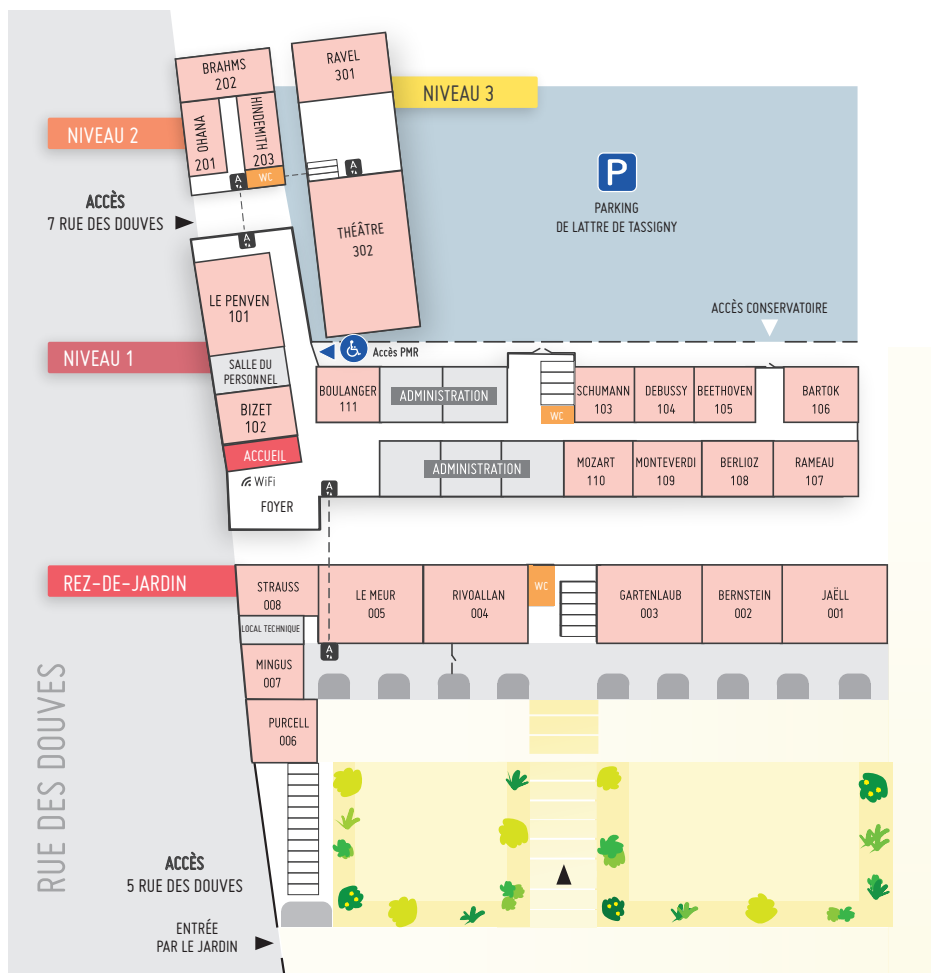 BRAHMS
202
OHANA
201
HINDEMITH
203
WC
A
RAVEL
301
NIVEAU 3
NIVEAU 2
A
THÉÂTRE
302
P
PARKING
DE LATTRE DE TASSIGNY
ACCÈS
7 RUE DES DOUVES
A
LE PENVEN
101
ACCÈS CONSERVATOIRE
NIVEAU 1
Accès PMR
SALLE DU
PERSONNEL
BIZET
102
ACCUEIL
WiFi
FOYER
BOULANGER
111
ADMINISTRATION
WC
SCHUMANN
103
DEBUSSY
104
BEETHOVEN
105
BARTOK
106
A
ADMINISTRATION
MOZART
110
MONTEVERDI
109
BERLIOZ
108
RAMEAU
107
REZ-DE-JARDIN
STRAUSS
008
LE MEUR
005
RIVOALLAN
004
WC
GARTENLAUB
003
BERNSTEIN
002
JAËLL
001
LOCAL TECHNIQUE
A
MINGUS
007
PURCELL
006
RUE DES DOUVES
ACCÈS
5 RUE DES DOUVES
ENTRÉE
PAR LE JARDIN